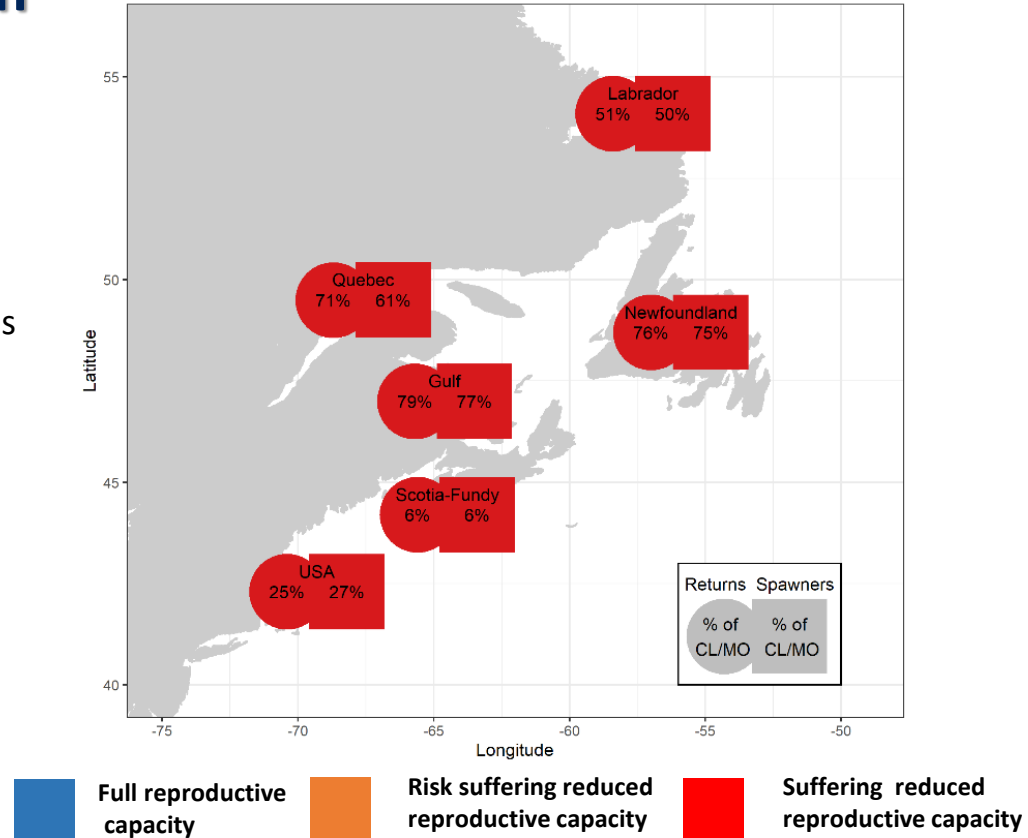 55
50
45
40
Latitude
-75
-70
-65
-60
-55
-50
Longitude
Labrador
51% 50%
Quebec
71% 61%
Newfoundland
76% 75%
Gulf
79% 77%
Scotia-Fundy
6% 6%
USA
25% 27%
Returns Spawners
% of % of
CL/MO CL/MO
s
Full reproductive
capacity
Risk suffering reduced
reproductive capacity
Suffering reduced
reproductive capacity